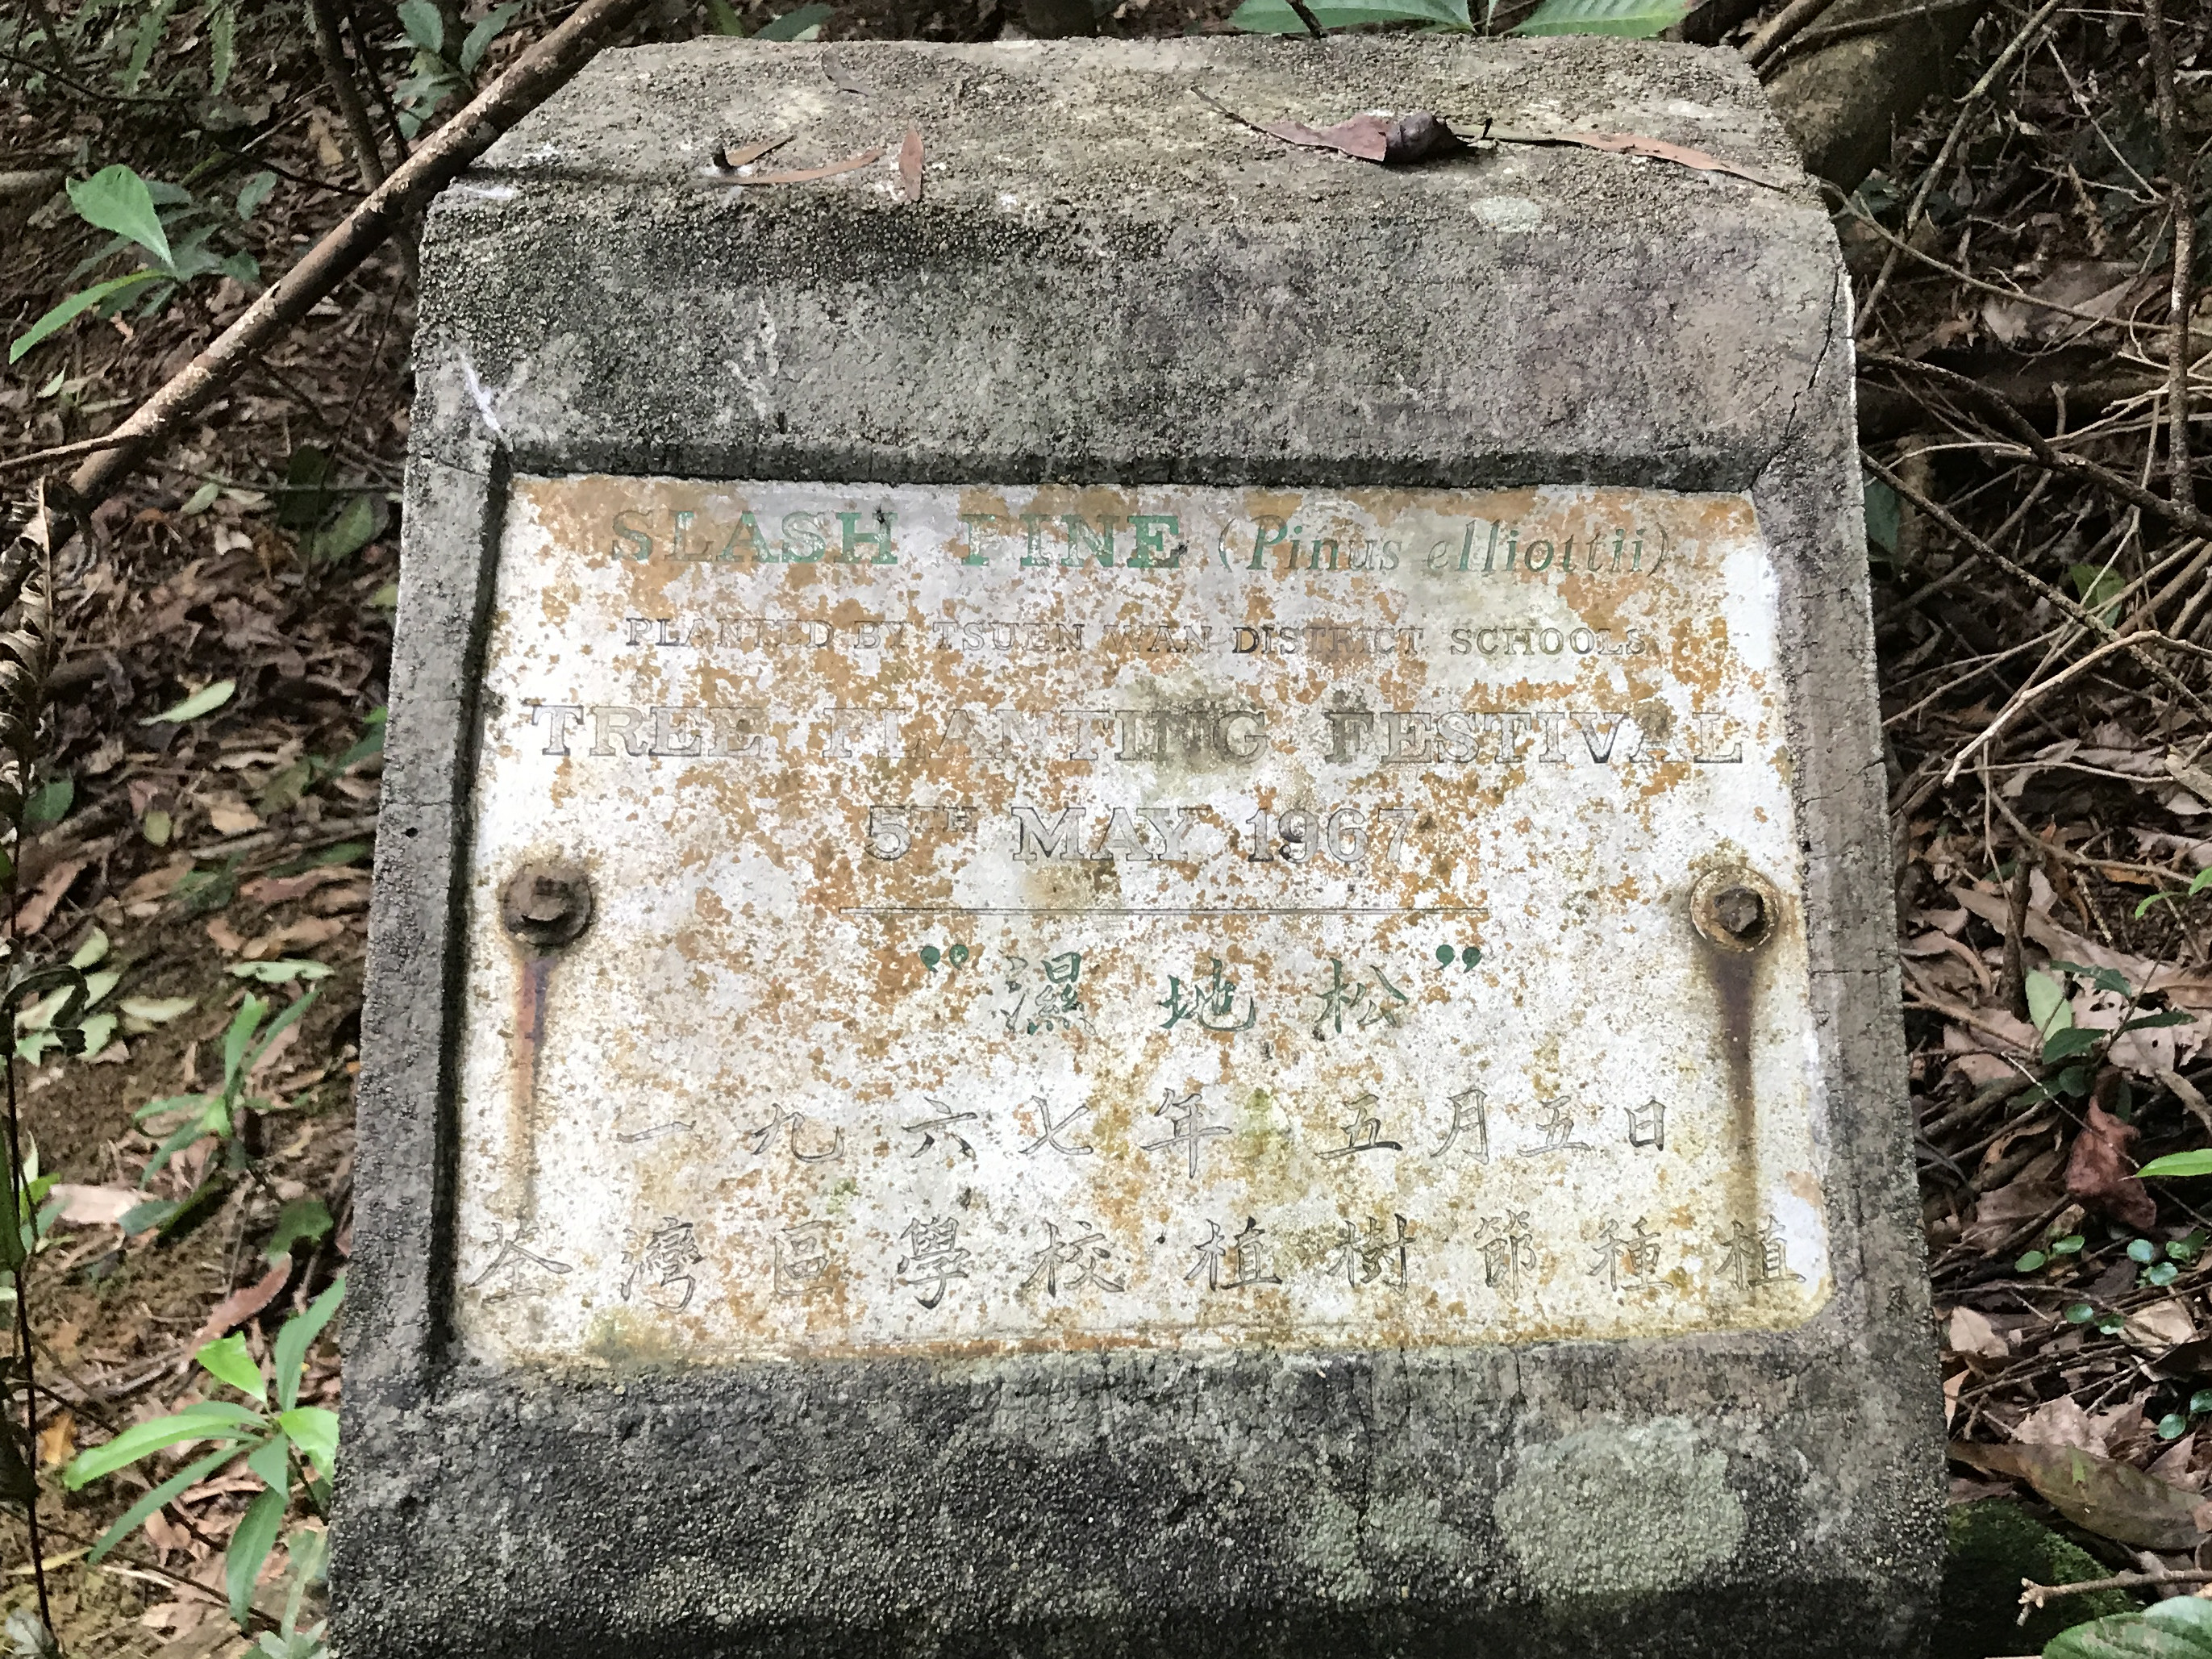 SLASH PINE (Pinus elliottii)
PLANTED BY TSUEN WAN DISTRICT SCHOOLS
TREE PLANTING FESTIVAL
5TH MAY 1967
“濕地松”
一九六七年 五月五日
荃灣區學校植樹節種植